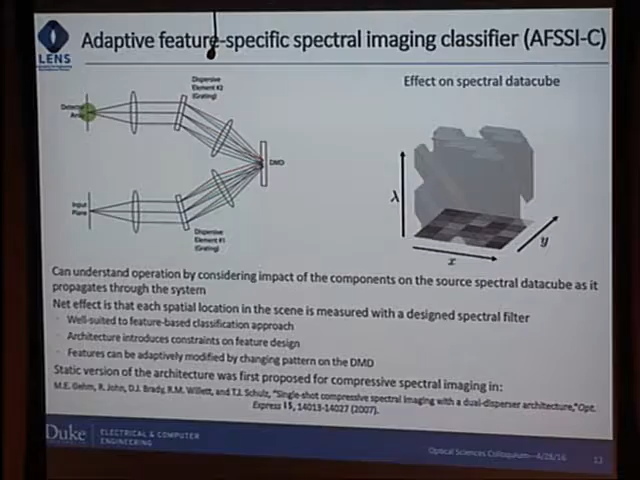 LENS
Adaptive feature-specific spectral imaging classifier (AFSSI-C)
Dispersive
Element #2
(Grating)
Effect on spectral datacube
Detector
Array
DMD
Input
Plane
Dispersive
Element #1
(Grating)
λ
x
y
Can understand operation by considering impact of the components on the source spectral datacube as it
propagates through the system
Net effect is that each spatial location in the scene is measured with a designed spectral filter
Well-suited to feature-based classification approach
Architecture introduces constraints on feature design
Features can be adaptively modified by changing pattern on the DMD
Static version of the architecture was first proposed for compressive spectral imaging in:
M.E. Gehm, R. John, D.J. Brady, R.M. Willett, and T.J. Schulz, "Single-shot compressive spectral imaging with a dual-disperser architecture," Opt.
Express 15, 14013-14027 (2007).
Duke
ELECTRICAL & COMPUTER
ENGINEERING
Optical Sciences Colloquium—4/28/16
13